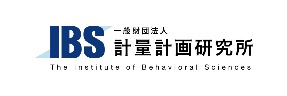 IBS
一般財団法人
計量計画研究所
The Institute of Behavioral Sciences